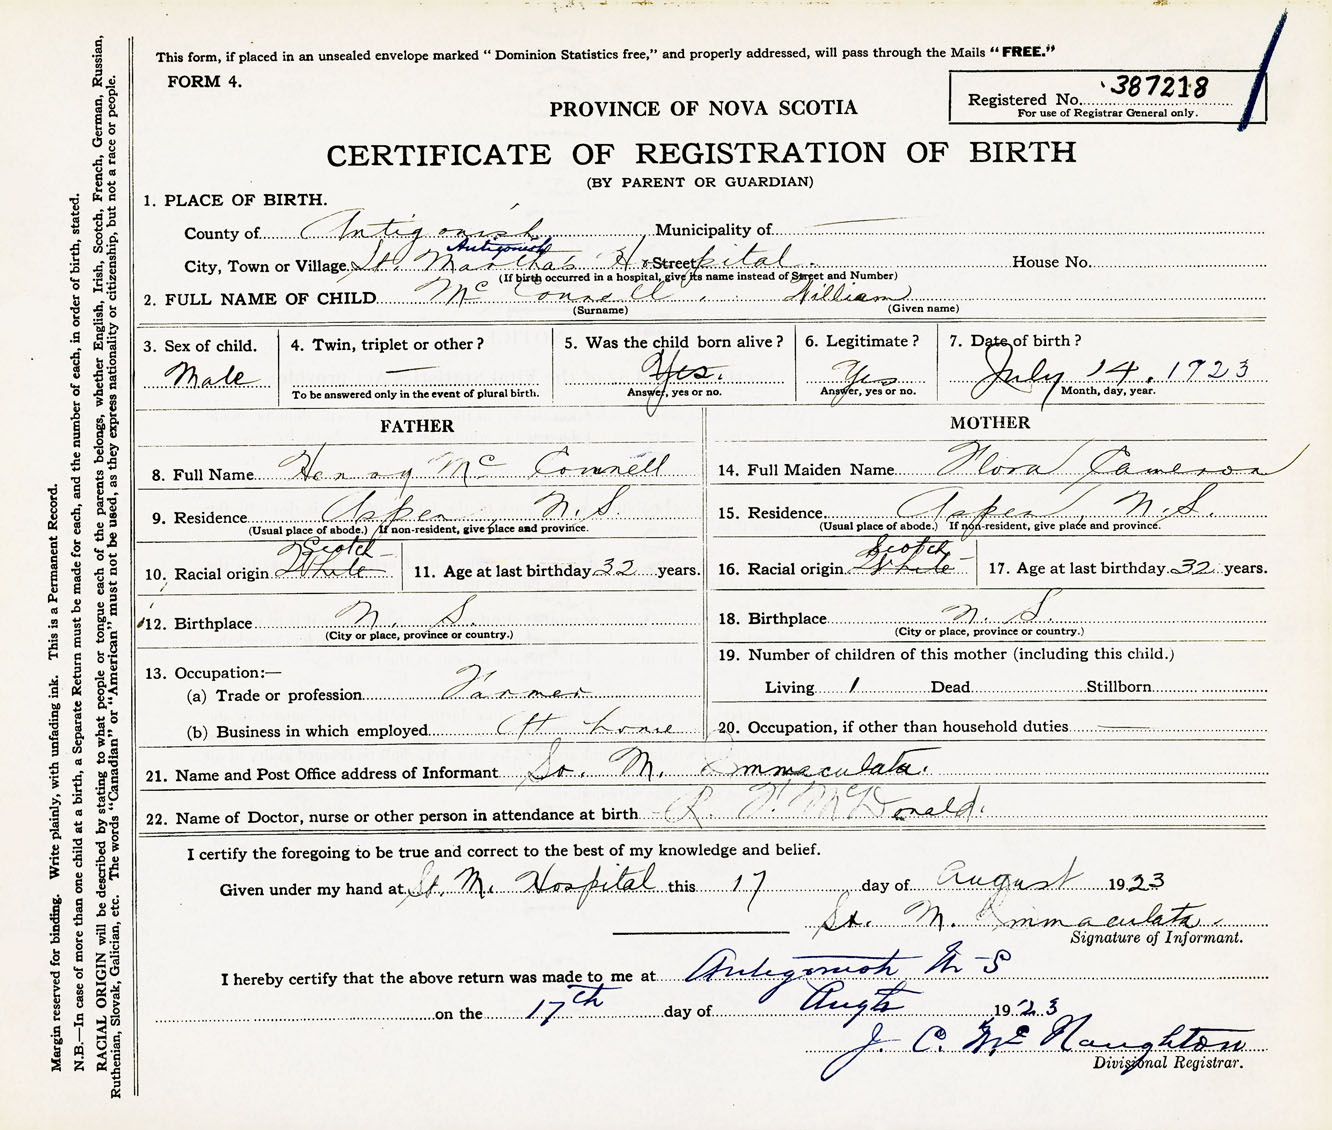 This form, if placed in an unsealed envelope marked “ Dominion Statistics free,” and properly addressed, will pass through the Mails “FREE.”
FORM 4.
Registered No. 387218
For use of Registrar General only.
PROVINCE OF NOVA SCOTIA
CERTIFICATE OF REGISTRATION OF BIRTH
(BY PARENT OR GUARDIAN)
1. PLACE OF BIRTH.
County of Antigonish Municipality of —
Antigonish
City, Town or Village St. Martha's Hospital. Street House No.
(If birth occurred in a hospital, give its name instead of Street and Number)
2. FULL NAME OF CHILD Mc Connell. William
(Surname) (Given name)
3. Sex of child. 4. Twin, triplet or other? 5. Was the child born alive? 6. Legitimate? 7. Date of birth?
Male — Yes. Yes July 14, 1923
To be answered only in the event of plural birth. Answer, yes or no. Answer, yes or no. Month, day, year.
FATHER
8. Full Name Henry Mc Connell
9. Residence Aspen, N.S.
(Usual place of abode.) If non-resident, give place and province.
Scotch
10. Racial origin White 11. Age at last birthday 32 years.
12. Birthplace N. S.
(City or place, province or country.)
13. Occupation:—
(a) Trade or profession Farmer
(b) Business in which employed At home
MOTHER
14. Full Maiden Name Flora Cameron
15. Residence Aspen, N.S.
(Usual place of abode.) If non-resident, give place and province.
Scotch
16. Racial origin White 17. Age at last birthday 32 years.
18. Birthplace N. S.
(City or place, province or country.)
19. Number of children of this mother (including this child.)
Living 1 Dead Stillborn
20. Occupation, if other than household duties —
21. Name and Post Office address of Informant Sr. M. Immaculata.
22. Name of Doctor, nurse or other person in attendance at birth R. F. McDonald.
I certify the foregoing to be true and correct to the best of my knowledge and belief.
Given under my hand at St. M. Hospital this 17 day of August 1923
Sr. M. Immaculata.
Signature of Informant.
I hereby certify that the above return was made to me at Antigonish N S
on the 17th day of Augt 1923
J. C. McNaughton
Divisional Registrar.
Margin reserved for binding. Write plainly, with unfading ink. This is a Permanent Record.
N.B.—In case of more than one child at a birth, a Separate Return must be made for each, and the number of each, in order of birth, stated.
RACIAL ORIGIN will be described by stating to what people or tongue each of the parents belongs, whether English, Irish, Scotch, French, German, Russian,
Ruthenian, Slovak, Galician, etc. The words “Canadian” or “American” must not be used, as they express nationality or citizenship, but not a race or people.